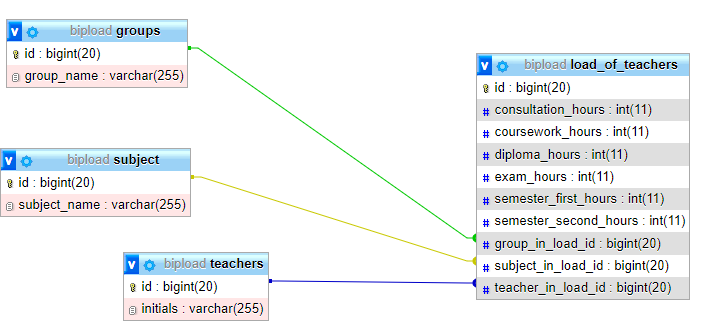 bipload groups
id : bigint(20)
group_name : varchar(255)
bipload subject
id : bigint(20)
subject_name : varchar(255)
bipload teachers
id : bigint(20)
initials : varchar(255)
bipload load_of_teachers
id : bigint(20)
# consultation_hours : int(11)
# coursework_hours : int(11)
# diploma_hours : int(11)
# exam_hours : int(11)
# semester_first_hours : int(11)
# semester_second_hours : int(11)
# group_in_load_id : bigint(20)
# subject_in_load_id : bigint(20)
# teacher_in_load_id : bigint(20)